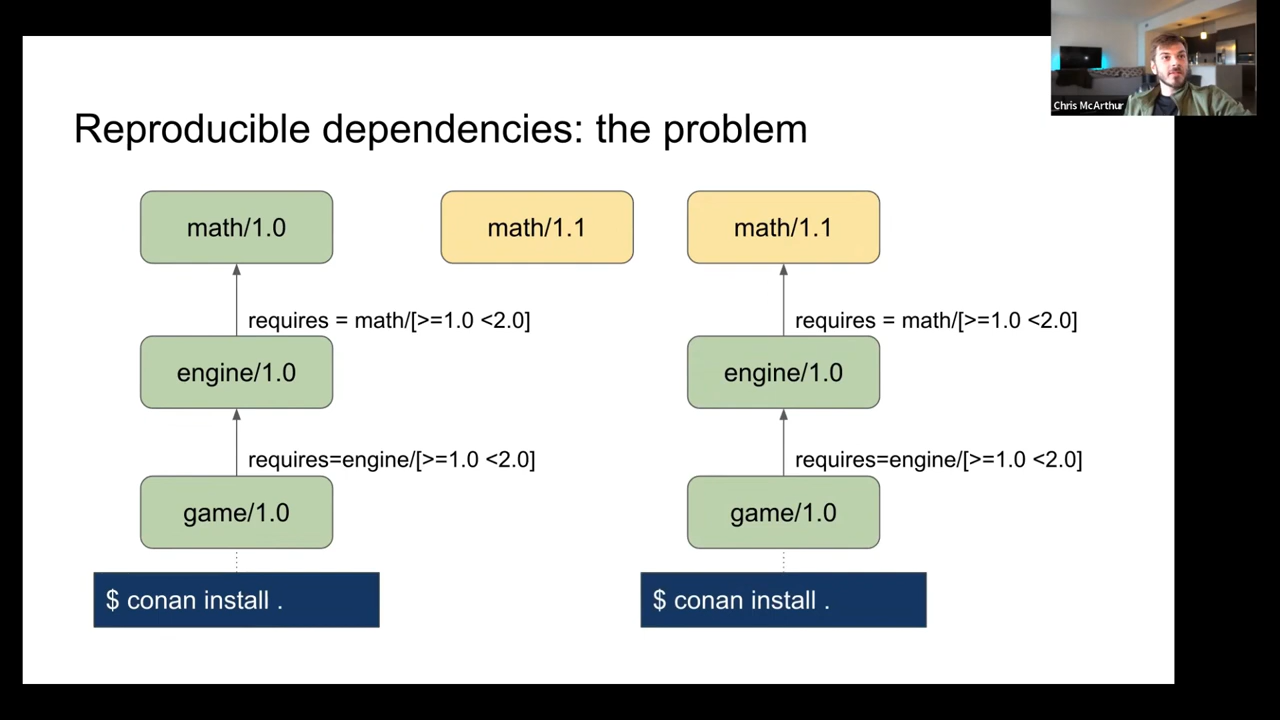 Chris McArthur
Reproducible dependencies: the problem
math/1.0
math/1.1
math/1.1
requires = math/[>=1.0 <2.0]
requires = math/[>=1.0 <2.0]
engine/1.0
engine/1.0
requires=engine/[>=1.0 <2.0]
requires=engine/[>=1.0 <2.0]
game/1.0
game/1.0
$ conan install .
$ conan install .